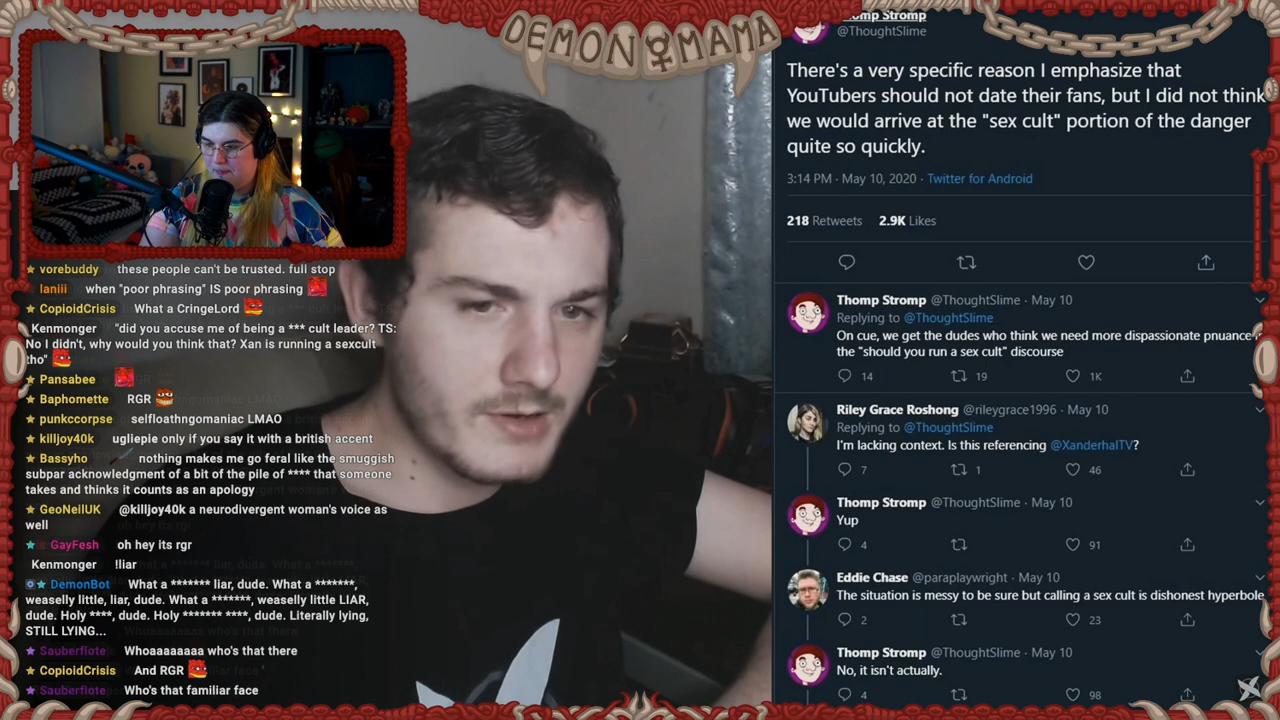 DEMON MAMA
vorebuddy these people can't be trusted. full stop
laniii when "poor phrasing" IS poor phrasing
CopioidCrisis What a CringeLord
Kenmonger "did you accuse me of being a *** cult leader? TS:
No I didn't, why would you think that? Xan is running a sexcult
tho"
Pansabee
Baphomette RGR
punkccorpse selfloathngomaniac LMAO
killjoy40k ugliepie only if you say it with a british accent
Bassyho nothing makes me go feral like the smuggish
subpar acknowledgment of a bit of the pile of **** that someone
takes and thinks it counts as an apology
GeoNeilUK @killjoy40k a neurodivergent woman's voice as
well
GayFesh oh hey its rgr
Kenmonger !liar
DemonBot What a ******* liar, dude. What a *******,
weaselly little, liar, dude. What a *******, weaselly little LIAR,
dude. Holy ****, dude. Holy ******* ****, dude. Literally lying,
STILL LYING...
Sauberflote Whoaaaaaaaa who's that there
CopioidCrisis And RGR
Sauberflote Who's that familiar face
Thomp Stromp
@ThoughtSlime
There's a very specific reason I emphasize that
YouTubers should not date their fans, but I did not think
we would arrive at the "sex cult" portion of the danger
quite so quickly.
3:14 PM · May 10, 2020 · Twitter for Android
218 Retweets 2.9K Likes
Thomp Stromp @ThoughtSlime · May 10
Replying to @ThoughtSlime
On cue, we get the dudes who think we need more dispassionate pnuance
the "should you run a sex cult" discourse
14 19 1K
Riley Grace Roshong @rileygrace1996 · May 10
Replying to @ThoughtSlime
I'm lacking context. Is this referencing @XanderhalTV?
7 1 46
Thomp Stromp @ThoughtSlime · May 10
Yup
4 91
Eddie Chase @paraplaywright · May 10
The situation is messy to be sure but calling a sex cult is dishonest hyperbole
2 23
Thomp Stromp @ThoughtSlime · May 10
No, it isn't actually.
4 98